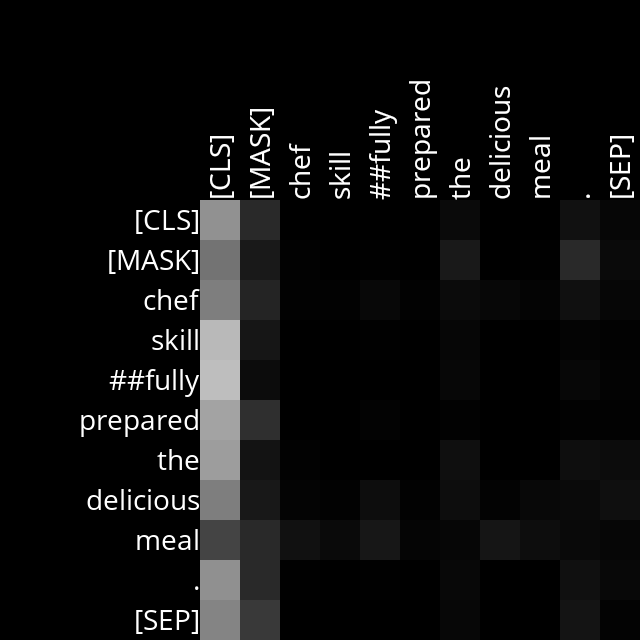 [CLS] [MASK] chef skill ##fully prepared the delicious meal . [SEP]
[CLS]
[MASK]
chef
skill
##fully
prepared
the
delicious
meal
.
[SEP]